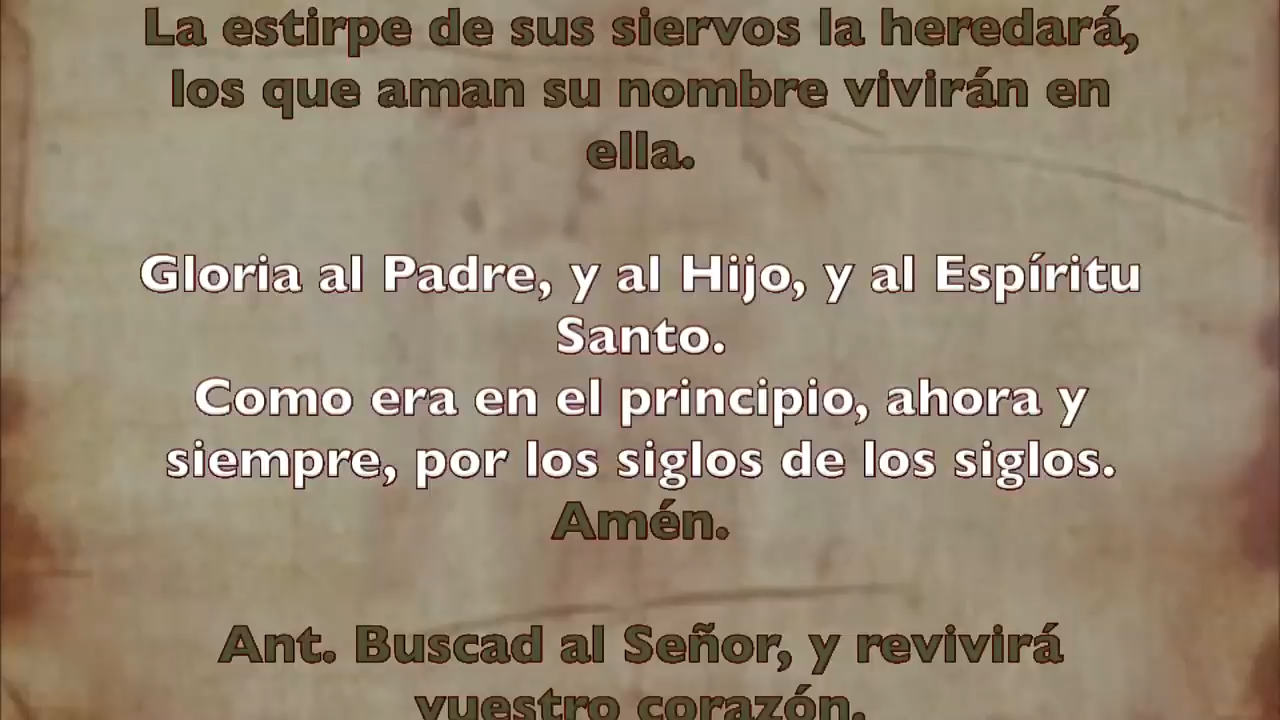 La estirpe de sus siervos la heredará,
los que aman su nombre vivirán en
ella.
Gloria al Padre, y al Hijo, y al Espíritu
Santo.
Como era en el principio, ahora y
siempre, por los siglos de los siglos.
Amén.
Ant. Buscad al Señor, y revivirá
vuestro corazón.